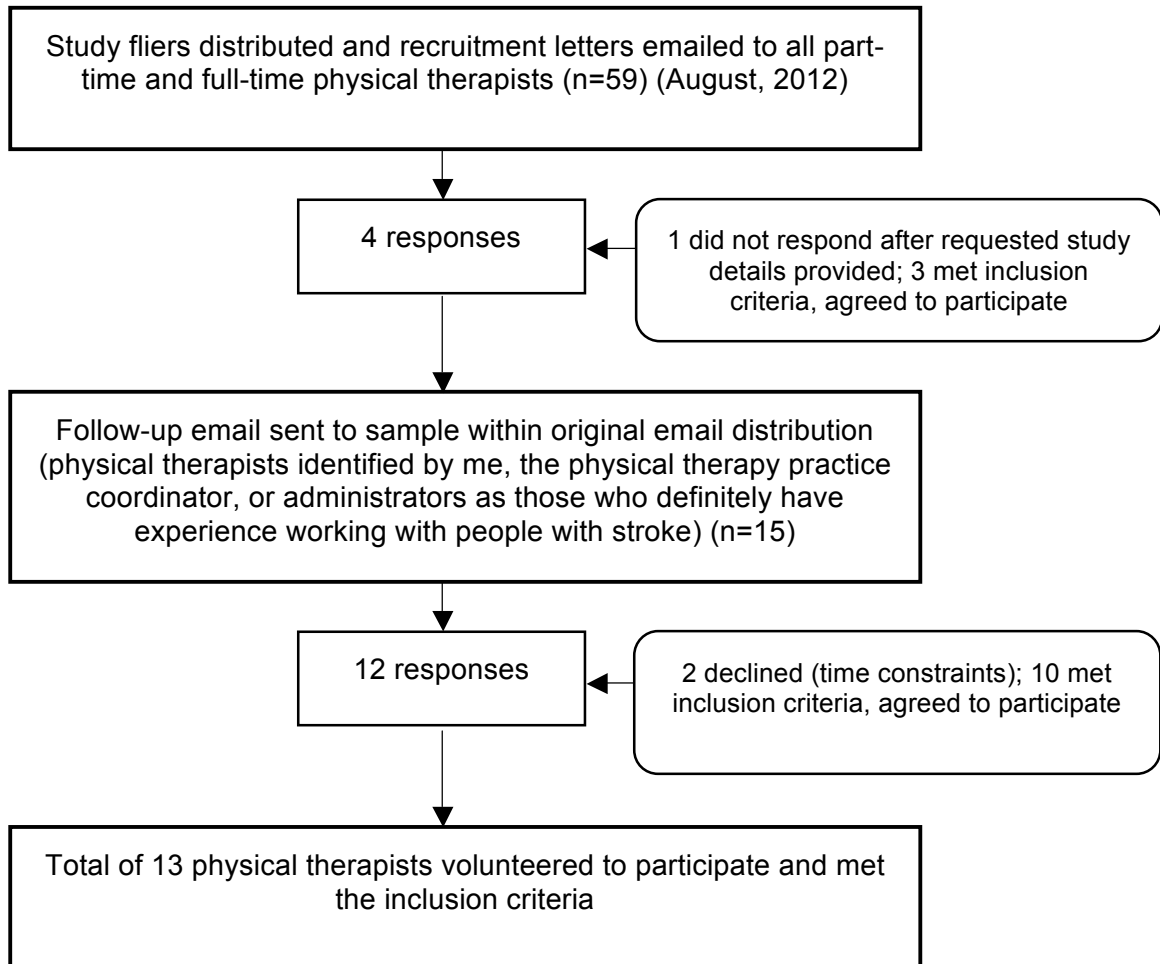 Study fliers distributed and recruitment letters emailed to all part-
time and full-time physical therapists (n=59) (August, 2012)
4 responses
1 did not respond after requested study
details provided; 3 met inclusion
criteria, agreed to participate
Follow-up email sent to sample within original email distribution
(physical therapists identified by me, the physical therapy practice
coordinator, or administrators as those who definitely have
experience working with people with stroke) (n=15)
12 responses
2 declined (time constraints); 10 met
inclusion criteria, agreed to participate
Total of 13 physical therapists volunteered to participate and met
the inclusion criteria